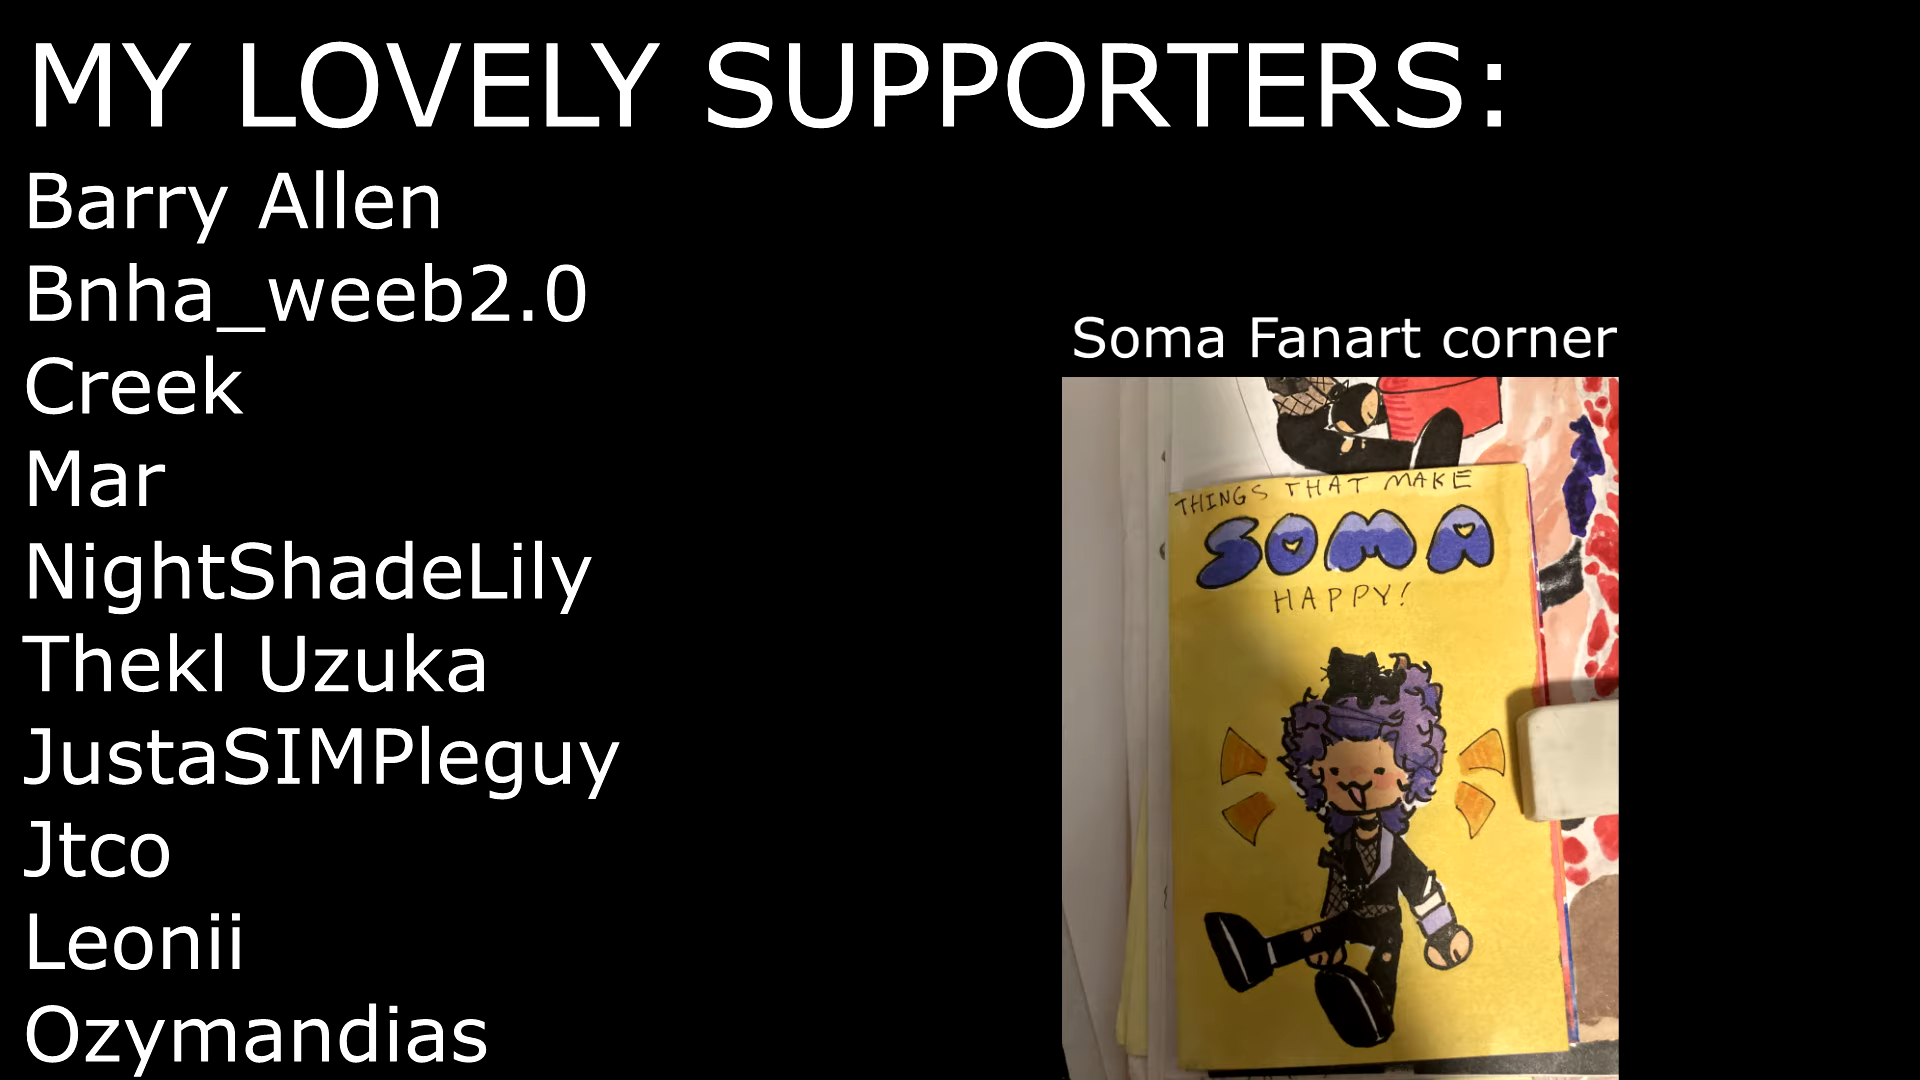 MY LOVELY SUPPORTERS:
Barry Allen
Bnha_weeb2.0
Creek
Mar
NightShadeLily
Thekl Uzuka
JustaSIMPleguy
Jtco
Leonii
Ozymandias
Soma Fanart corner
THINGS THAT MAKE
SOMA
HAPPY!